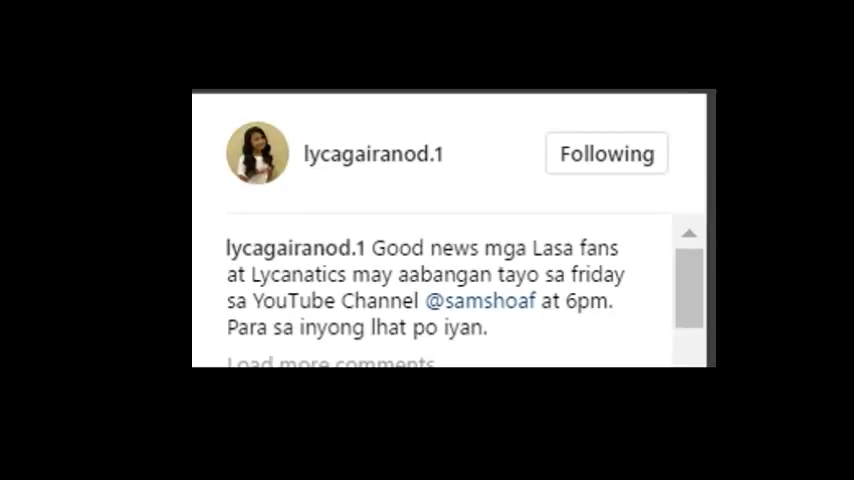 lycagairanod.1
Following
lycagairanod.1 Good news mga Lasa fans
at Lycanatics may aabangan tayo sa friday
sa YouTube Channel @samshoaf at 6pm.
Para sa inyong lhat po iyan.
Load more comments